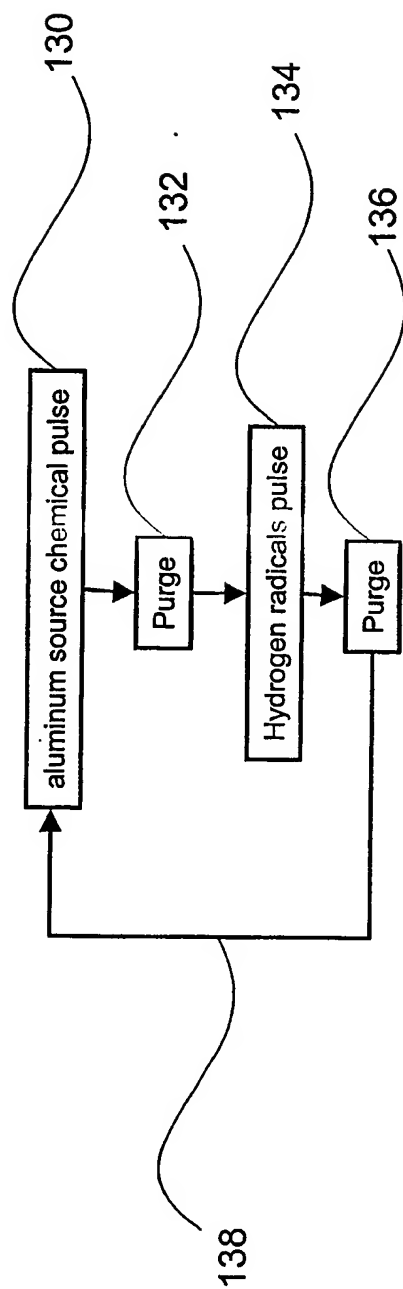 130
aluminum source chemical pulse
132
Purge
134
Hydrogen radicals pulse
136
Purge
138